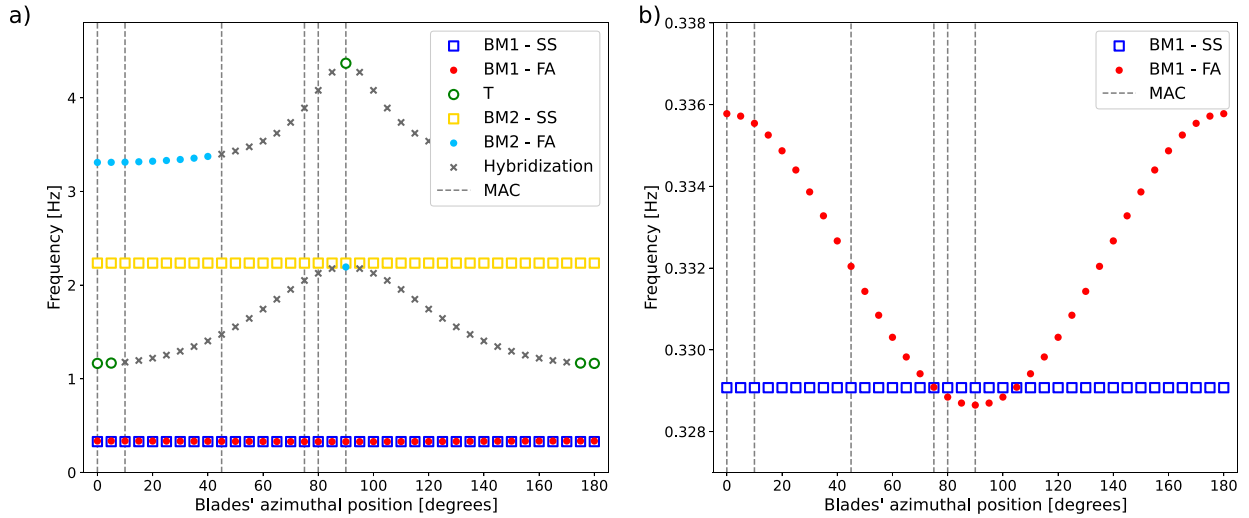 a)
Frequency [Hz]
4
3
2
1
0
BM1 - SS
BM1 - FA
T
BM2 - SS
BM2 - FA
Hybridization
MAC
0 20 40 60 80 100 120 140 160 180
Blades' azimuthal position [degrees]
b)
Frequency [Hz]
0.338
0.336
0.334
0.332
0.330
0.328
BM1 - SS
BM1 - FA
MAC
0 20 40 60 80 100 120 140 160 180
Blades' azimuthal position [degrees]